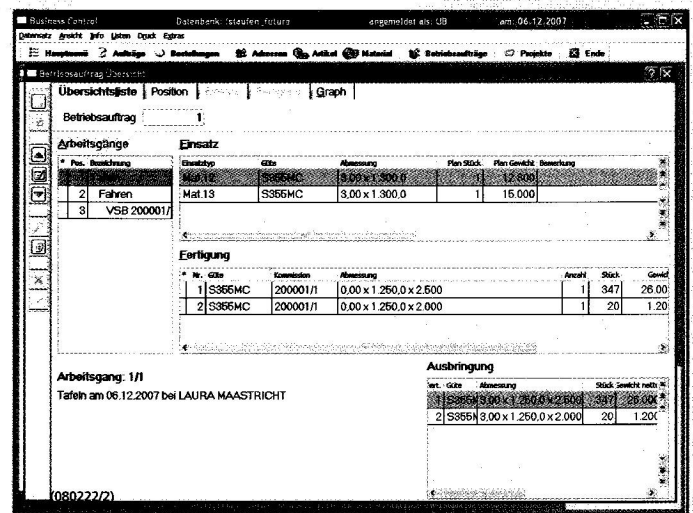 Business Control Datenbank: !staufen_futura angemeldet als: UB am: 06.12.2007
Datensatz Ansicht Info Listen Druck Extras
Hauptmenü Aufträge Bestellungen Adressen Artikel Material Betriebsaufträge Projekte Ende
Betriebsauftrag Übersicht
Übersichtsliste Position Graph
Betriebsauftrag 1
Arbeitsgänge Einsatz
* Pos. Bezeichnung Einsatztyp Güte Abmessung Plan Stück Plan Gewicht Bemerkung
Mat.12 S355MC 3,00 x 1.300,0 1 12.800
2 Fahren Mat.13 S355MC 3,00 x 1.300,0 1 15.000
3 VSB 200001/
Fertigung
* Nr. Güte Kommission Abmessung Anzahl Stück Gewic
1 S355MC 200001/1 0,00 x 1.250,0 x 2.500 1 347 26.00
2 S355MC 200001/1 0,00 x 1.250,0 x 2.000 1 20 1.20
Ausbringung
Arbeitsgang: 1/1
Tafeln am 06.12.2007 bei LAURA MAASTRICHT
ert. Güte Abmessung Stück Gewicht netto
1 S355M 3,00 x 1.250,0 x 2.500 347 26.000
2 S355M 3,00 x 1.250,0 x 2.000 20 1.200
(080222/2)